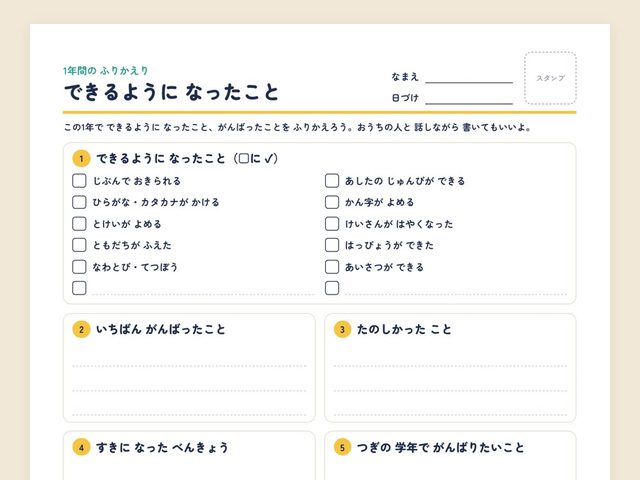 1年間の ふりかえり
できるように なったこと
なまえ
日づけ
スタンプ
この1年で できるように なったこと、がんばったことを ふりかえろう。おうちの人と 話しながら 書いてもいいよ。
1 できるように なったこと（□に ✓）
じぶんで おきられる
あしたの じゅんびが できる
ひらがな・カタカナが かける
かん字が よめる
とけいが よめる
けいさんが はやくなった
ともだちが ふえた
はっぴょうが できた
なわとび・てつぼう
あいさつが できる
2 いちばん がんばったこと
3 たのしかった こと
4 すきに なった べんきょう
5 つぎの 学年で がんばりたいこと